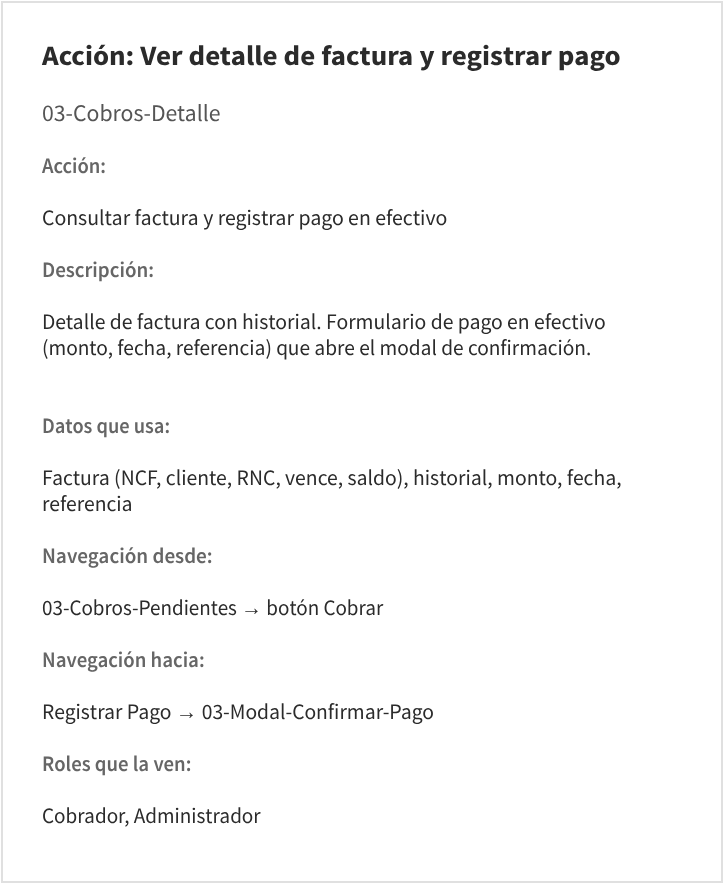 Acción: Ver detalle de factura y registrar pago
03-Cobros-Detalle
Acción:
Consultar factura y registrar pago en efectivo
Descripción:
Detalle de factura con historial. Formulario de pago en efectivo
(monto, fecha, referencia) que abre el modal de confirmación.
Datos que usa:
Factura (NCF, cliente, RNC, vence, saldo), historial, monto, fecha,
referencia
Navegación desde:
03-Cobros-Pendientes → botón Cobrar
Navegación hacia:
Registrar Pago → 03-Modal-Confirmar-Pago
Roles que la ven:
Cobrador, Administrador